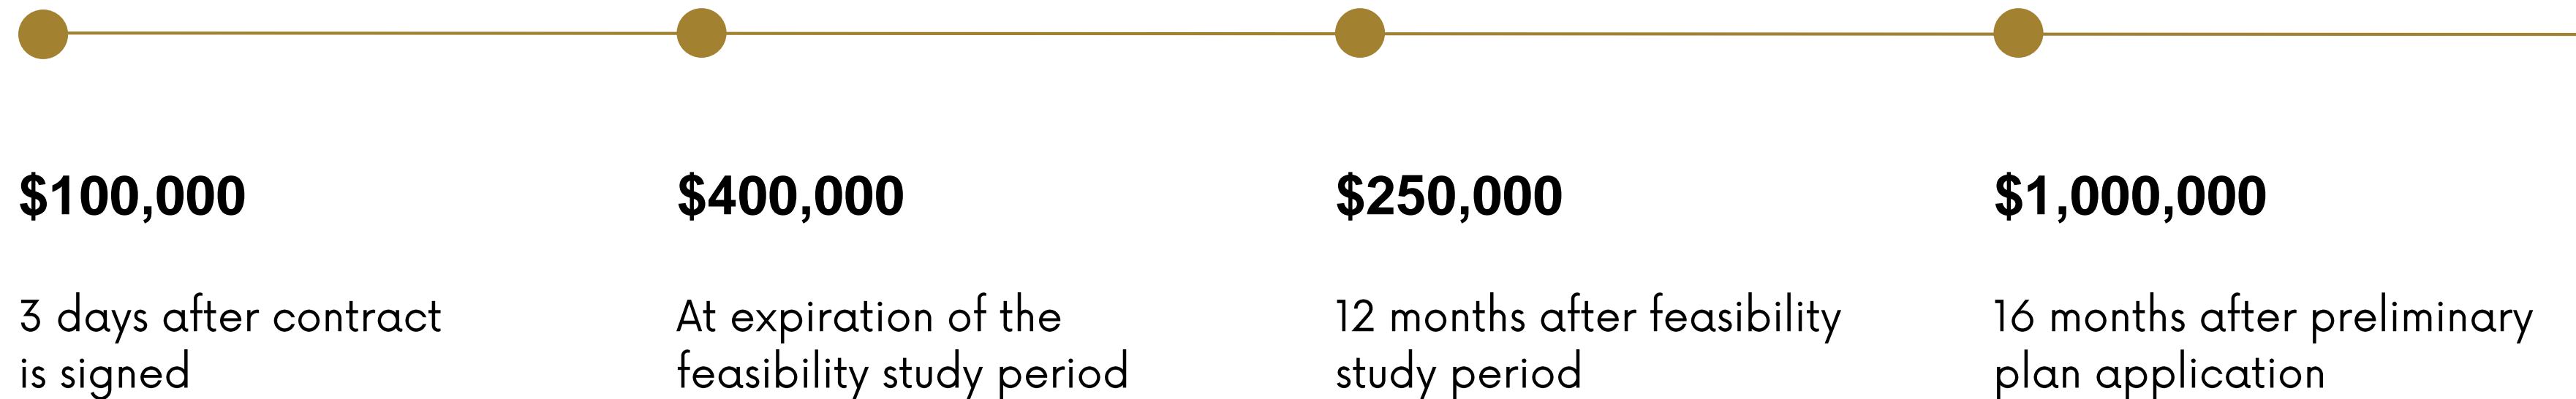 $100,000
3 days after contract
is signed
$400,000
At expiration of the
feasibility study period
$250,000
12 months after feasibility
study period
$1,000,000
16 months after preliminary
plan application